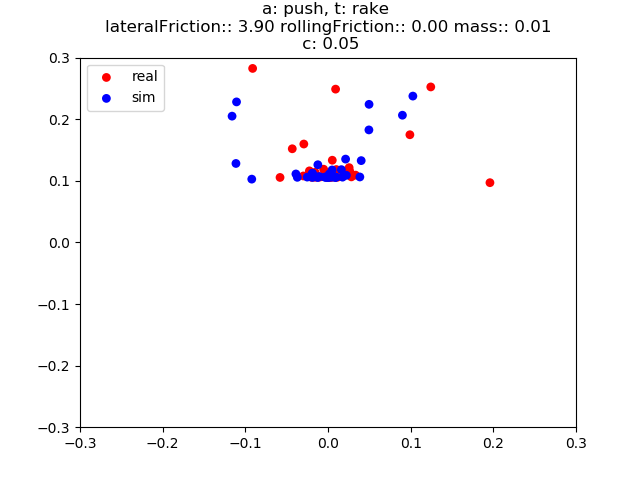 a: push, t: rake
lateralFriction:: 3.90 rollingFriction:: 0.00 mass:: 0.01
c: 0.05
real
sim
0.3
0.2
0.1
0.0
−0.1
−0.2
−0.3
−0.3 −0.2 −0.1 0.0 0.1 0.2 0.3